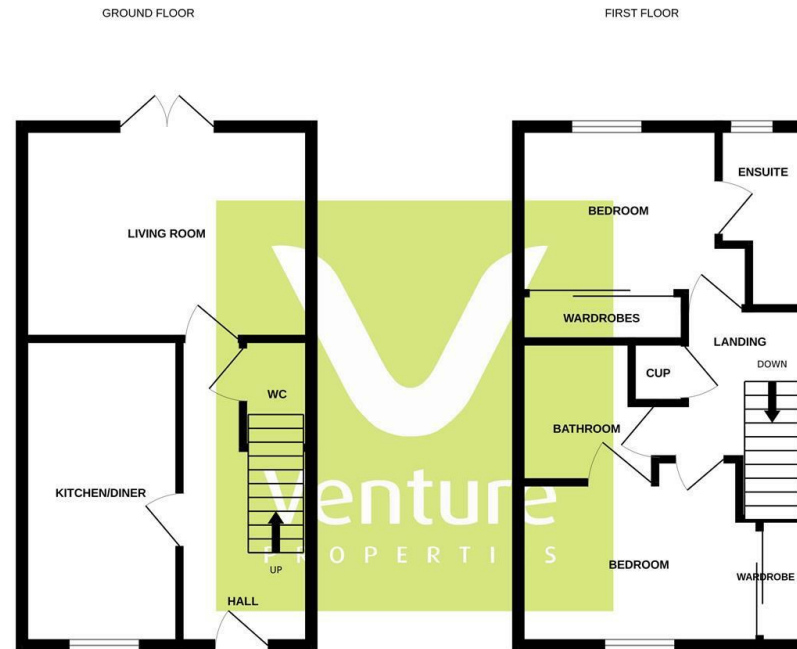 GROUND FLOOR
FIRST FLOOR
LIVING ROOM
WC
KITCHEN/DINER
UP
HALL
BEDROOM
ENSUITE
WARDROBES
LANDING
CUP
DOWN
BATHROOM
BEDROOM
WARDROBE
Venture
PROPERTIES